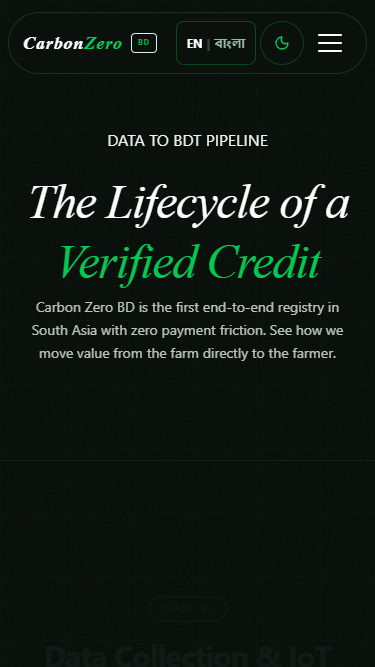 CarbonZero BD EN | বাংলা
DATA TO BDT PIPELINE
The Lifecycle of a
Verified Credit
Carbon Zero BD is the first end-to-end registry in
South Asia with zero payment friction. See how we
move value from the farm directly to the farmer.
Data Collection & IoT